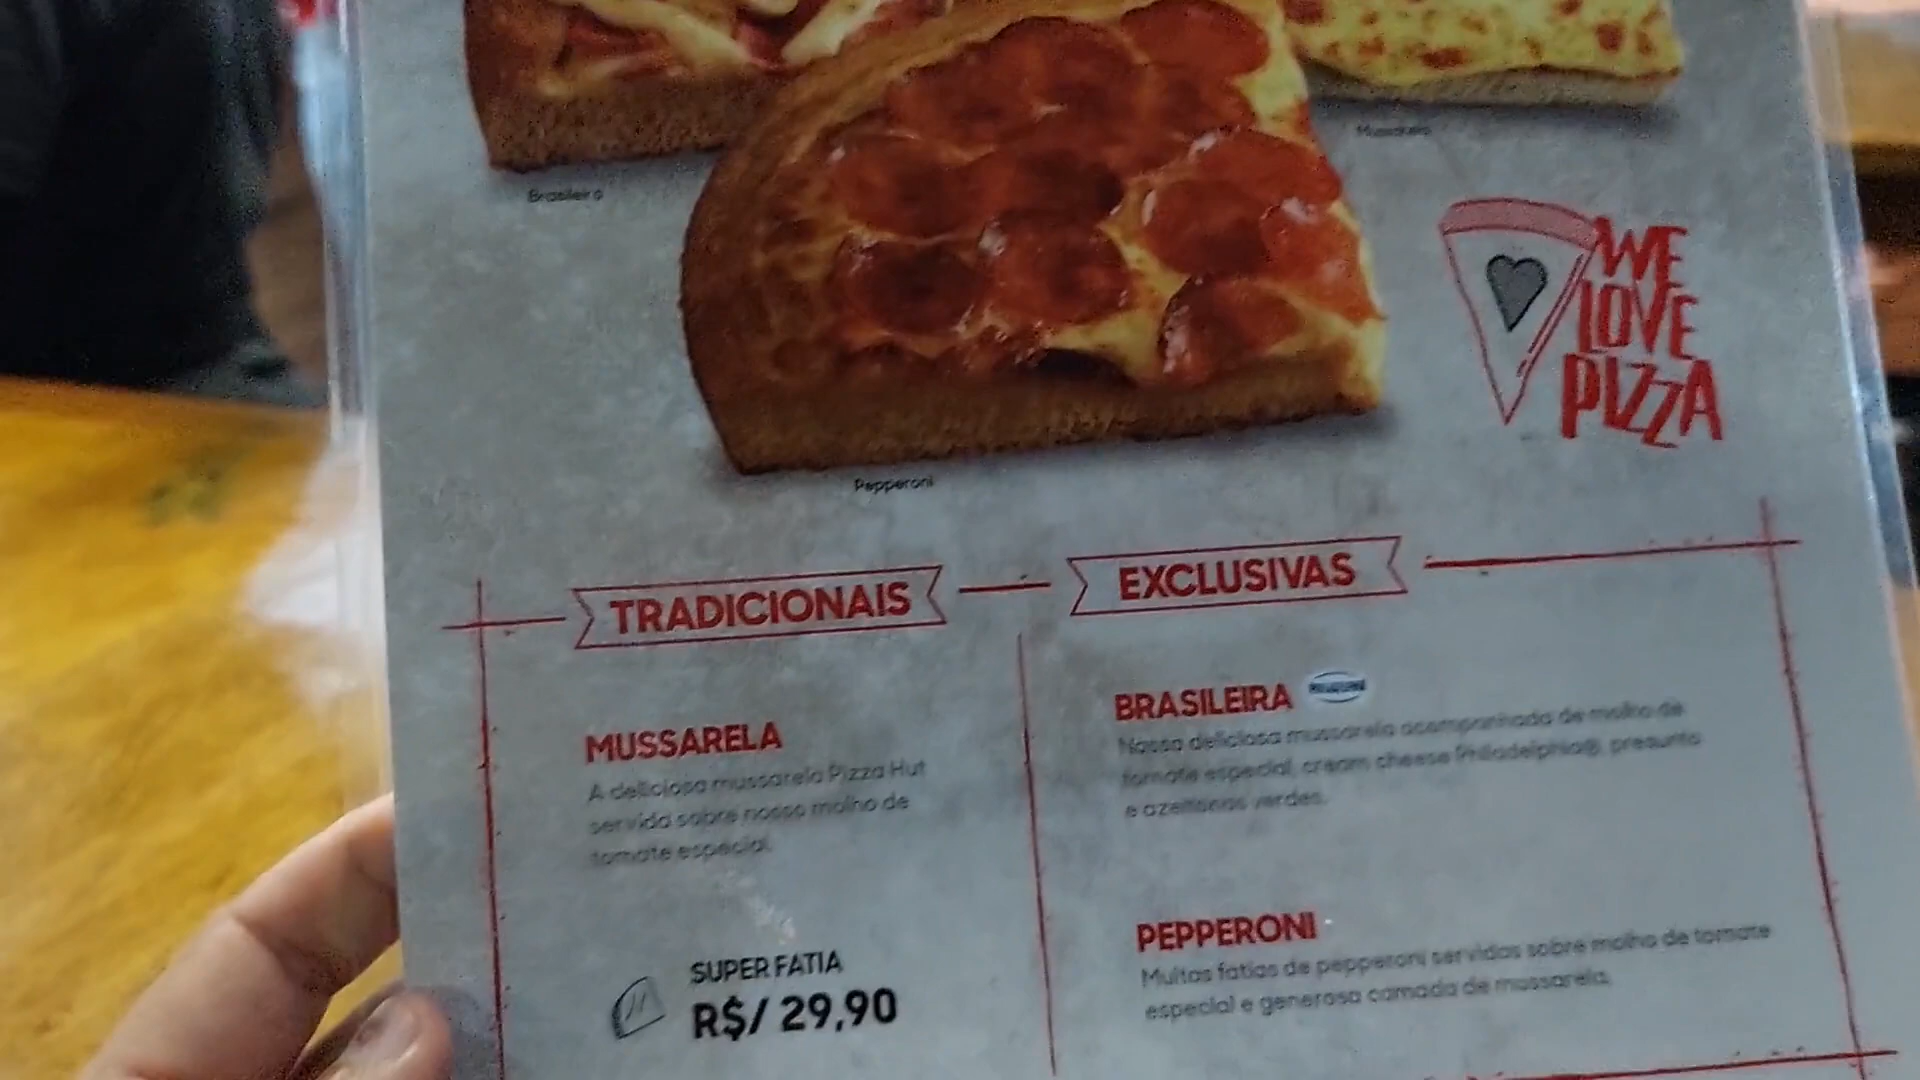 Mussarela
Brasileira
WE
LOVE
PIZZA
Pepperoni
TRADICIONAIS
EXCLUSIVAS
MUSSARELA
A deliciosa mussarela Pizza Hut
servida sobre nosso molho de
tomate especial.
SUPER FATIA
R$/ 29,90
BRASILEIRA
Nossa deliciosa mussarela acompanhada de molho de
tomate especial, cream cheese Philadelphia®, presunto
e azeitonas verdes.
PEPPERONI
Muitas fatias de pepperoni servidas sobre molho de tomate
especial e generosa camada de mussarela.